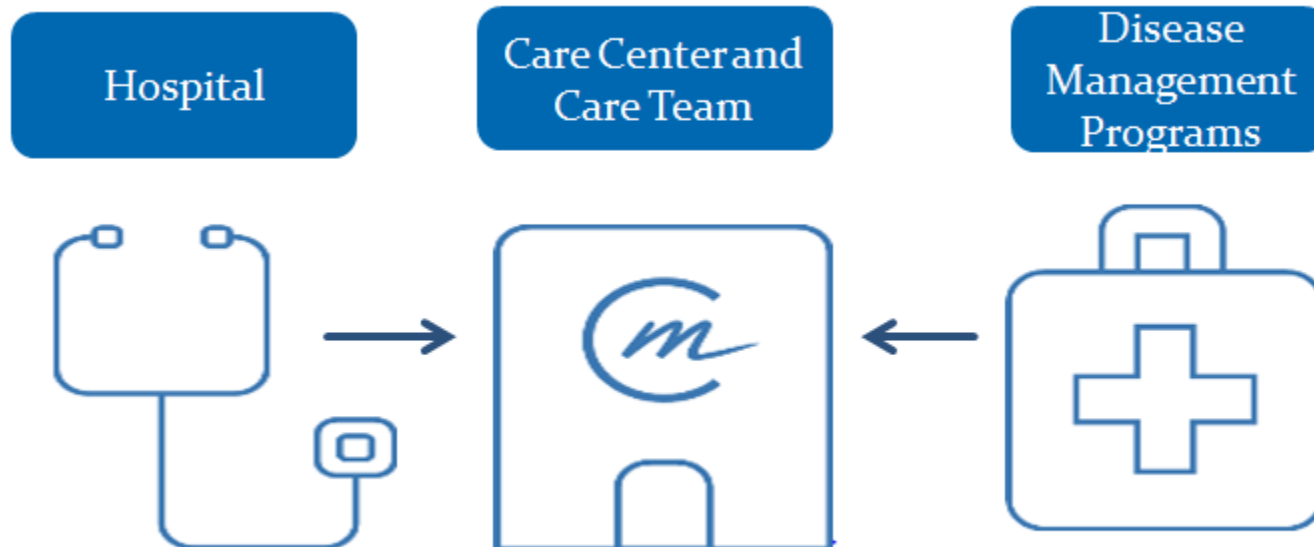 Hospital
Care Center and
Care Team
Disease
Management
Programs
m